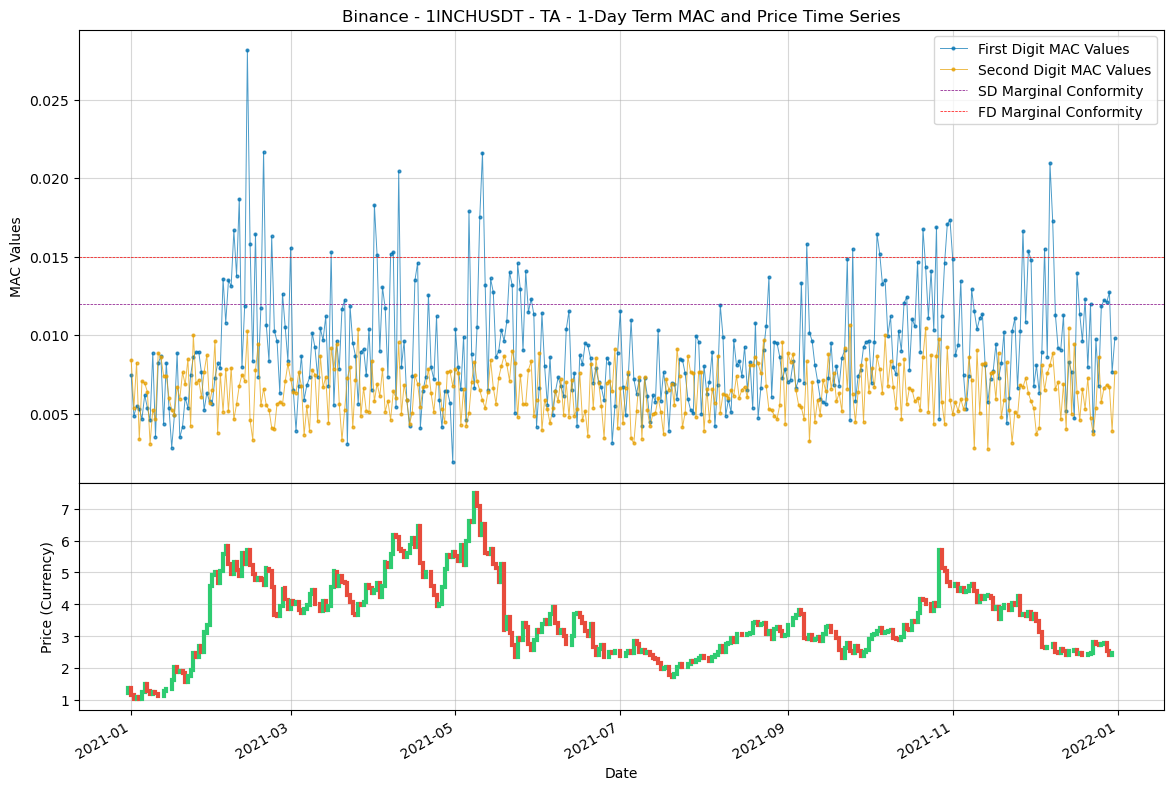 Binance - 1INCHUSDT - TA - 1-Day Term MAC and Price Time Series
First Digit MAC Values
Second Digit MAC Values
SD Marginal Conformity
FD Marginal Conformity
MAC Values
0.025
0.020
0.015
0.010
0.005
Price (Currency)
7
6
5
4
3
2
1
2021-01
2021-03
2021-05
2021-07
2021-09
2021-11
2022-01
Date